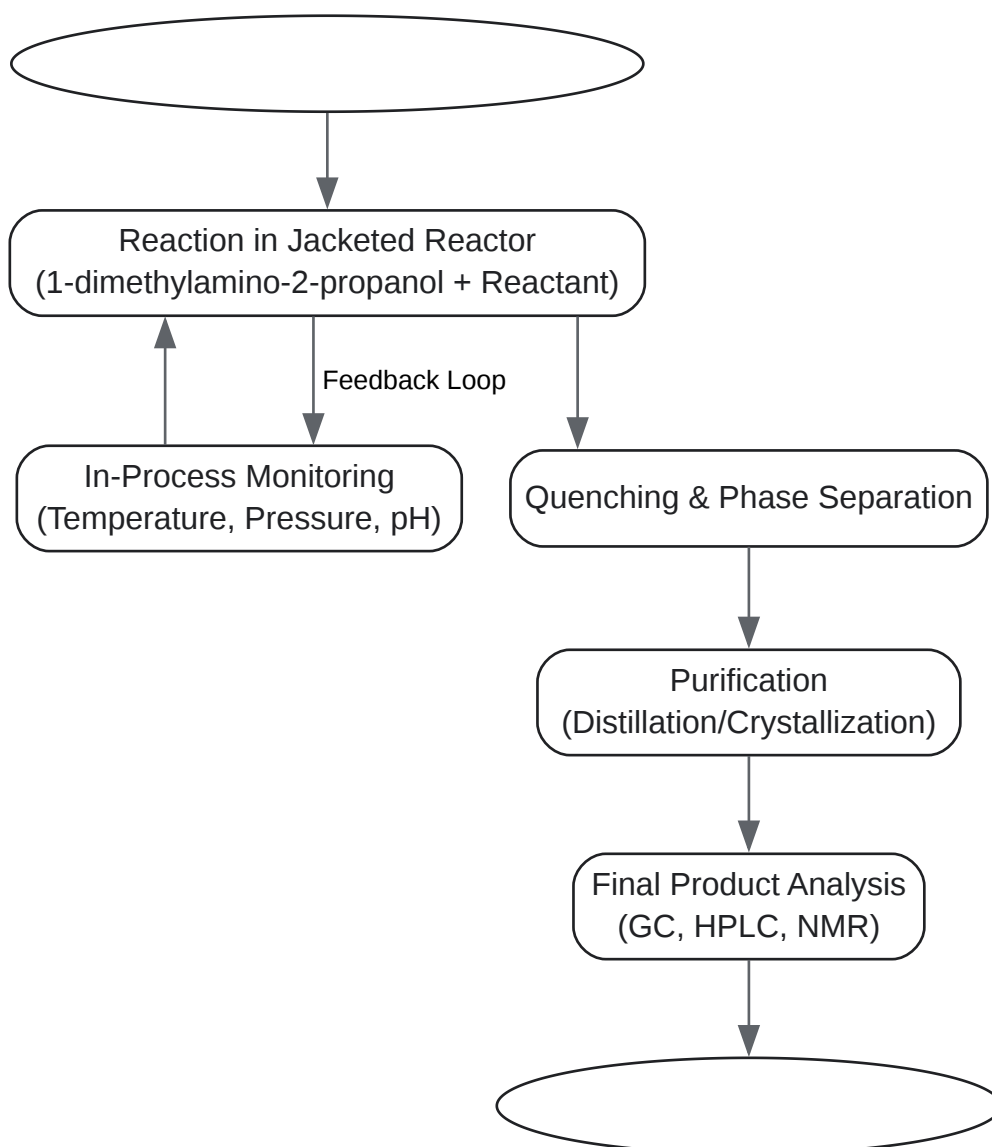 Reaction in Jacketed Reactor
(1-dimethylamino-2-propanol + Reactant)
Feedback Loop
In-Process Monitoring
(Temperature, Pressure, pH)
Quenching & Phase Separation
Purification
(Distillation/Crystallization)
Final Product Analysis
(GC, HPLC, NMR)